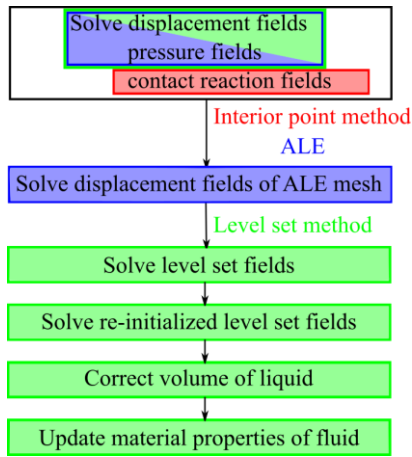 Solve displacement fields
pressure fields
contact reaction fields
Interior point method
ALE
Solve displacement fields of ALE mesh
Level set method
Solve level set fields
Solve re-initialized level set fields
Correct volume of liquid
Update material properties of fluid